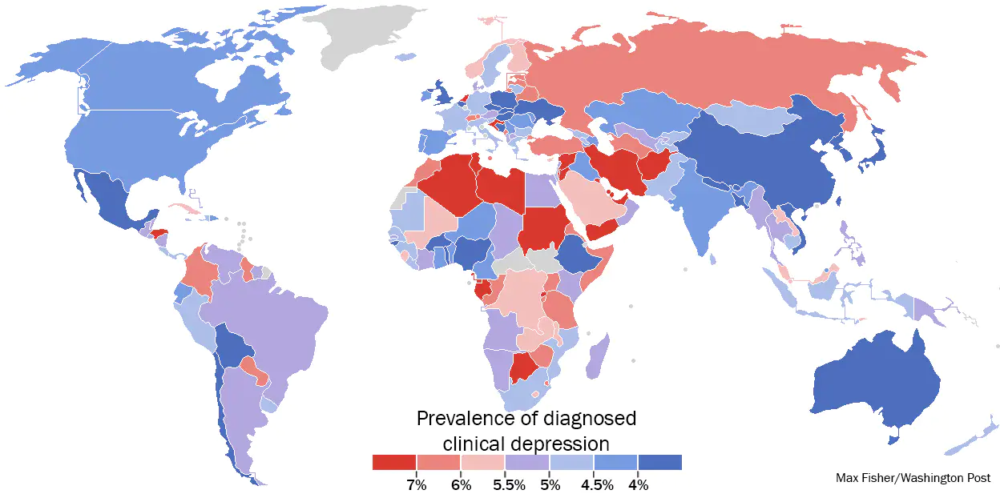 Prevalence of diagnosed
clinical depression
7% 6% 5.5% 5% 4.5% 4%
Max Fisher/Washington Post